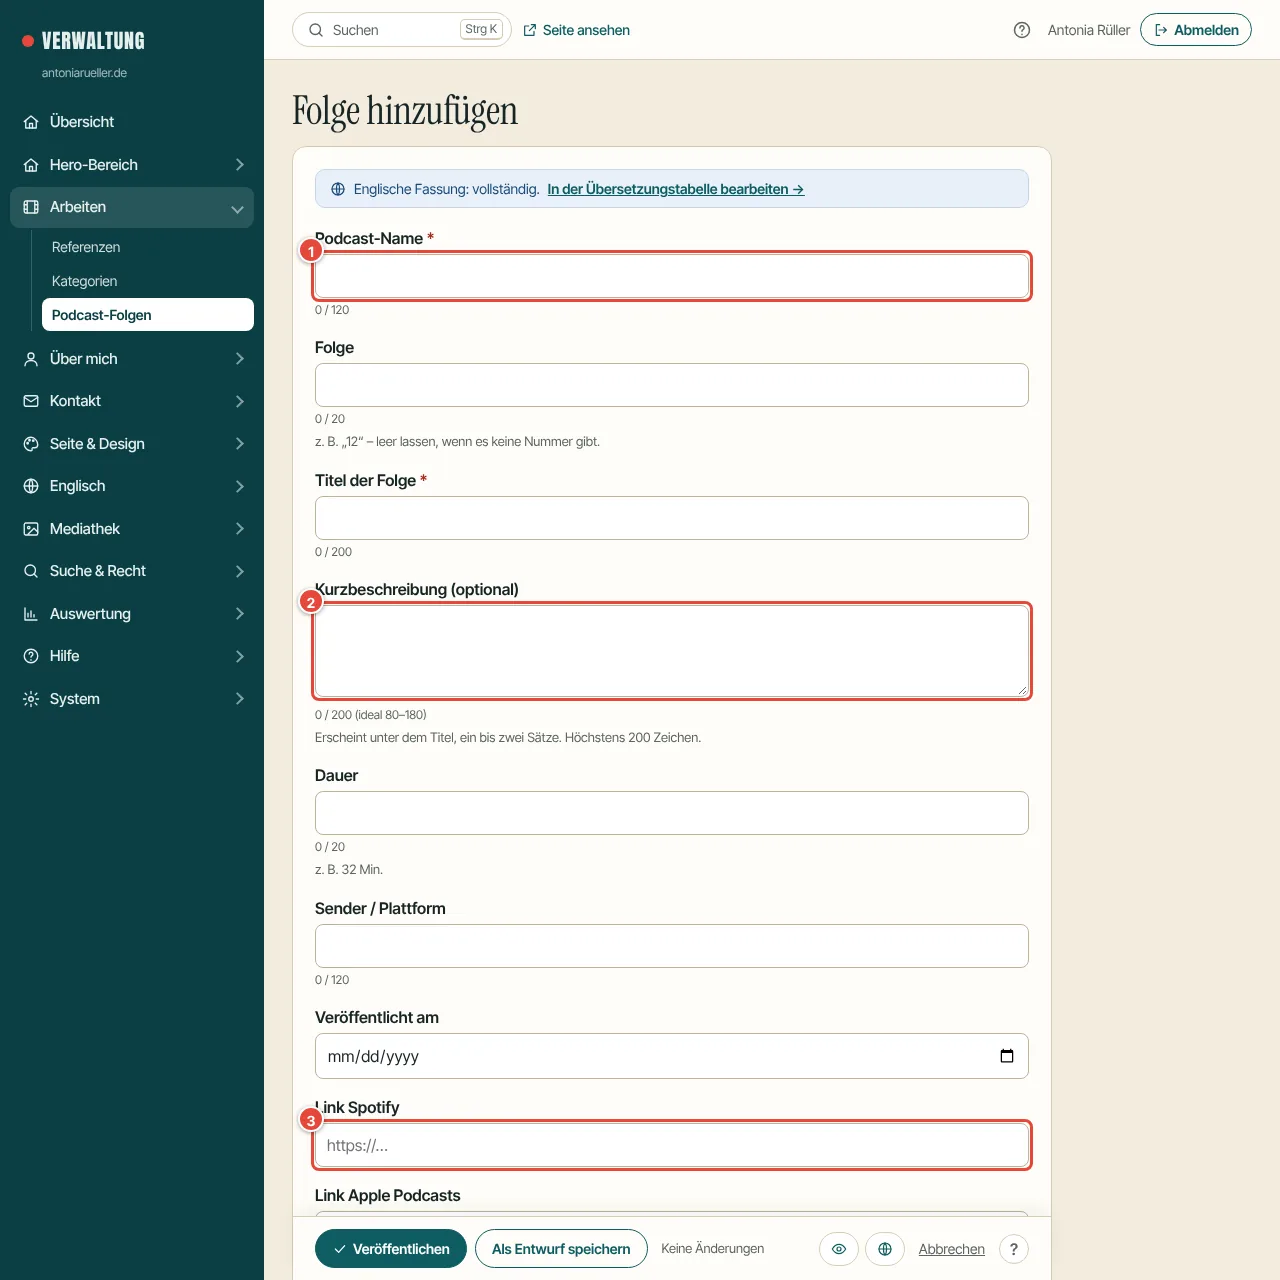 VERWALTUNG
antoniarueller.de
Übersicht
Hero-Bereich
Arbeiten
Referenzen
Kategorien
Podcast-Folgen
Über mich
Kontakt
Seite & Design
Englisch
Mediathek
Suche & Recht
Auswertung
Hilfe
System
Suchen Strg K
Seite ansehen
Antonia Rüller
Abmelden
Folge hinzufügen
Englische Fassung: vollständig. In der Übersetzungstabelle bearbeiten →
Podcast-Name *
1
0 / 120
Folge
0 / 20
z. B. „12“ – leer lassen, wenn es keine Nummer gibt.
Titel der Folge *
0 / 200
Kurzbeschreibung (optional)
2
0 / 200 (ideal 80–180)
Erscheint unter dem Titel, ein bis zwei Sätze. Höchstens 200 Zeichen.
Dauer
0 / 20
z. B. 32 Min.
Sender / Plattform
0 / 120
Veröffentlicht am
mm/dd/yyyy
Link Spotify
3
https://...
Link Apple Podcasts
Veröffentlichen
Als Entwurf speichern
Keine Änderungen
Abbrechen
?